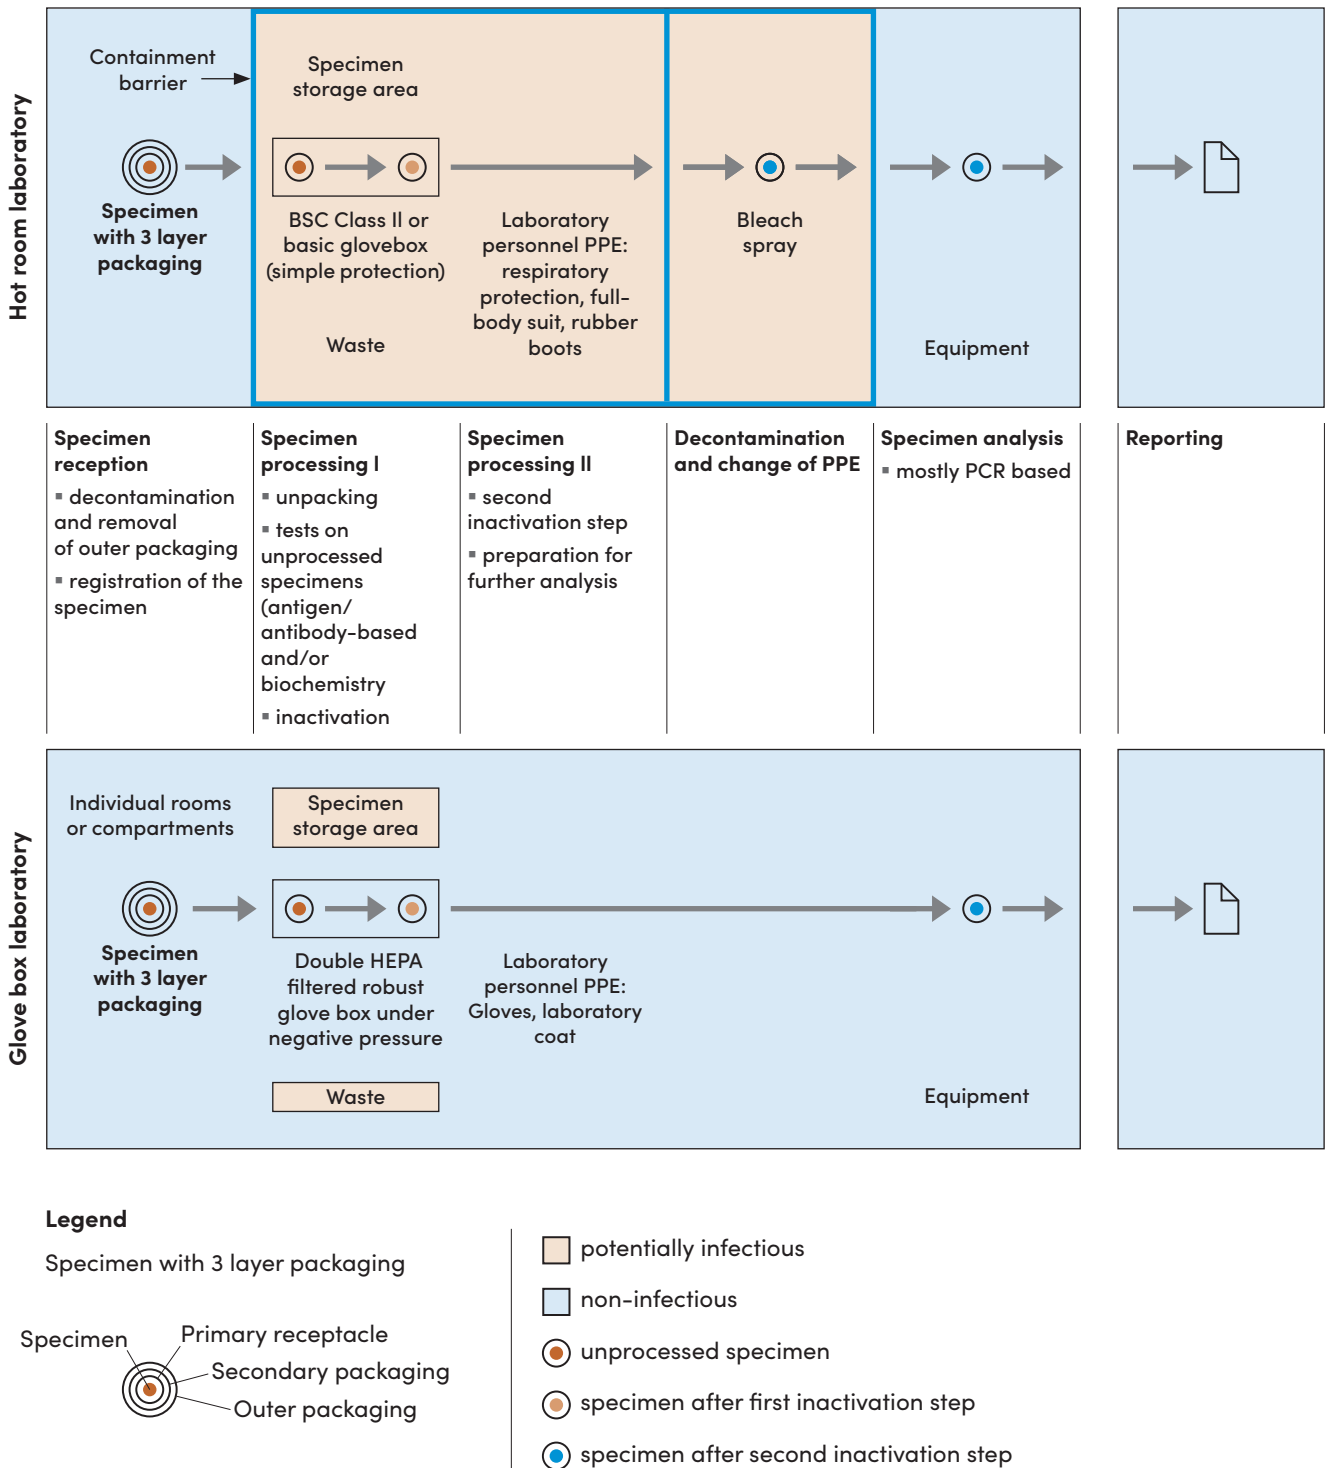 Hot room laboratory
Containment
barrier
Specimen
storage area
Specimen
with 3 layer
packaging
BSC Class II or
basic glovebox
(simple protection)
Waste
Laboratory
personnel PPE:
respiratory
protection, full-
body suit, rubber
boots
Bleach
spray
Equipment
Specimen
reception
▪ decontamination
and removal
of outer packaging
▪ registration of the
specimen
Specimen
processing I
▪ unpacking
▪ tests on
unprocessed
specimens
(antigen/
antibody-based
and/or
biochemistry
▪ inactivation
Specimen
processing II
▪ second
inactivation step
▪ preparation for
further analysis
Decontamination
and change of PPE
Specimen analysis
▪ mostly PCR based
Reporting
Glove box laboratory
Individual rooms
or compartments
Specimen
storage area
Specimen
with 3 layer
packaging
Double HEPA
filtered robust
glove box under
negative pressure
Waste
Laboratory
personnel PPE:
Gloves, laboratory
coat
Equipment
Legend
Specimen with 3 layer packaging
Specimen
Primary receptacle
Secondary packaging
Outer packaging
potentially infectious
non-infectious
unprocessed specimen
specimen after first inactivation step
specimen after second inactivation step